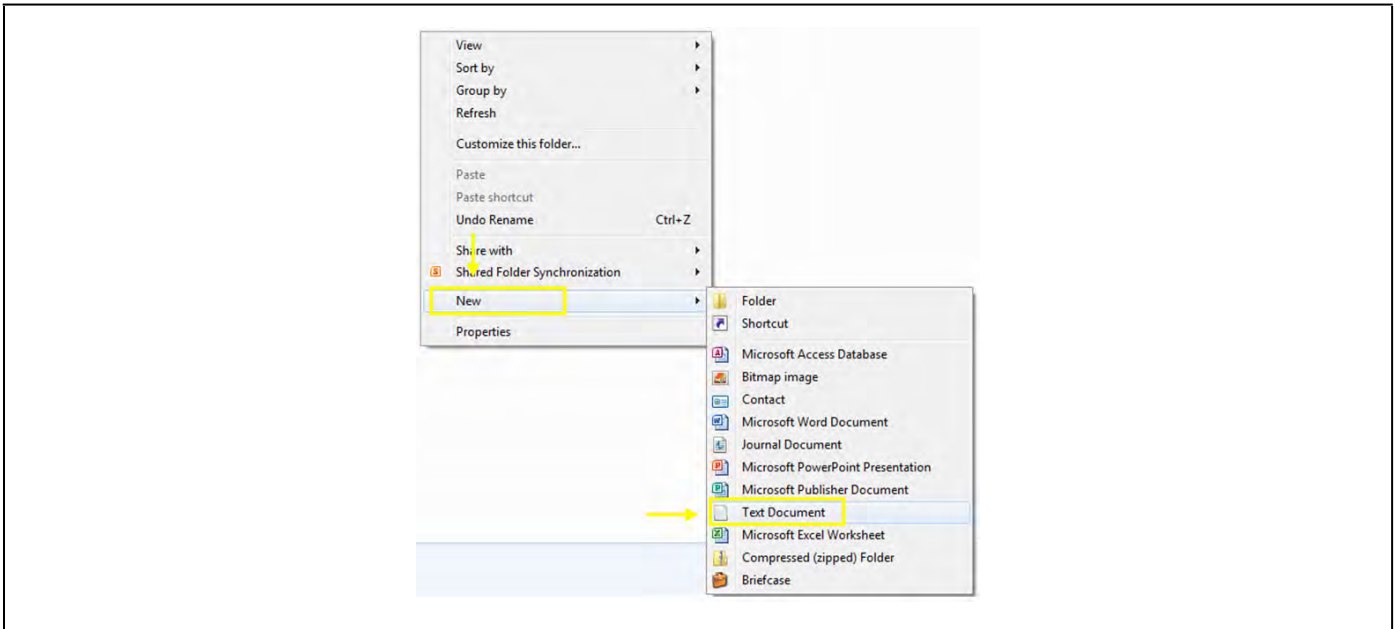 View
Sort by
Group by
Refresh
Customize this folder...
Paste
Paste shortcut
Undo Rename Ctrl+Z
Share with
Shared Folder Synchronization
New
Properties
Folder
Shortcut
Microsoft Access Database
Bitmap image
Contact
Microsoft Word Document
Journal Document
Microsoft PowerPoint Presentation
Microsoft Publisher Document
Text Document
Microsoft Excel Worksheet
Compressed (zipped) Folder
Briefcase